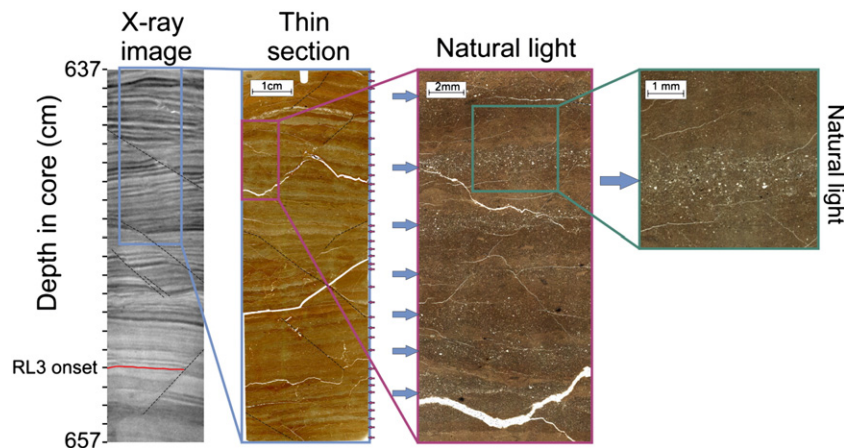 X-ray
image
Thin
section
Natural light
637
1cm
2mm
1 mm
Depth in core (cm)
Natural light
RL3 onset
657